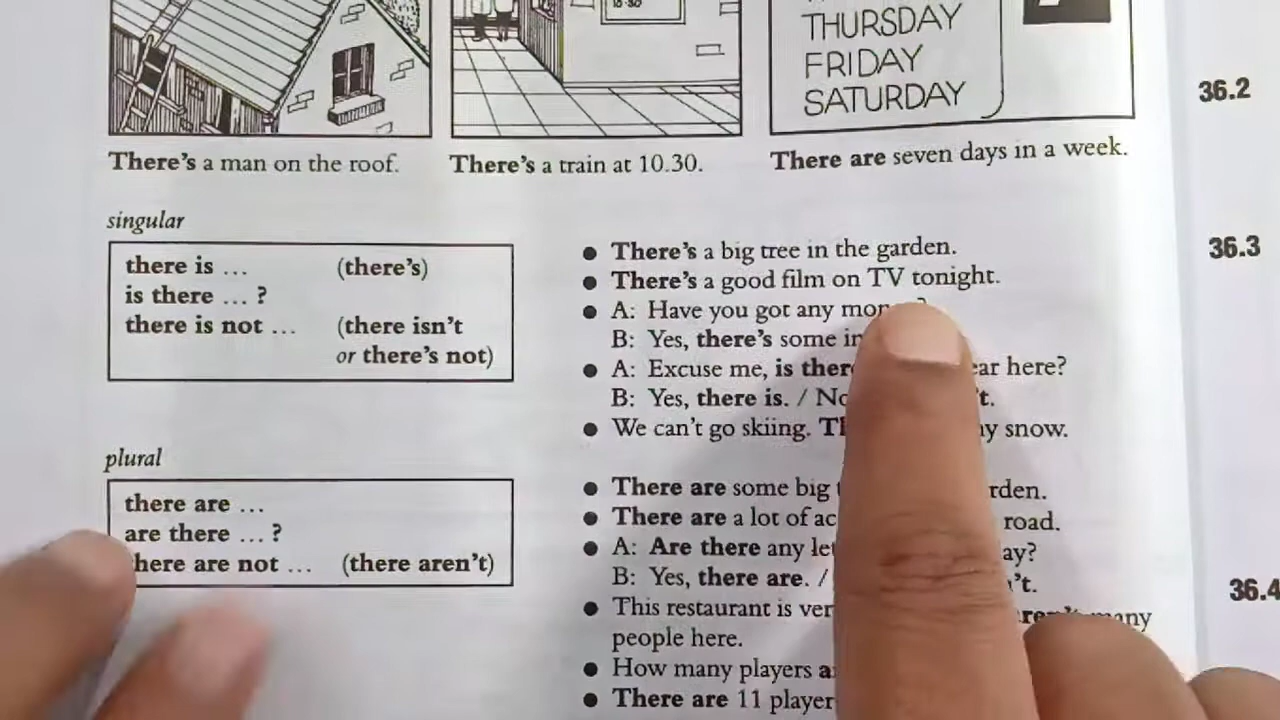 10 30
THURSDAY
FRIDAY
SATURDAY
There's a man on the roof.
There's a train at 10.30.
There are seven days in a week.
36.2
singular
there is ... (there's)
is there ... ?
there is not ... (there isn't
or there's not)
● There's a big tree in the garden.
● There's a good film on TV tonight.
● A: Have you got any
B: Yes, there's some
● A: Excuse me, is here?
B: Yes, there is. /
● We can't go skiing. snow.
36.3
plural
there are ...
are there ... ?
there are not ... (there aren't)
● There are some big
● There are a lot of road.
● A: Are there any
B: Yes, there are. /
● This restaurant is many
people here.
● How many players
● There are 11
36.4